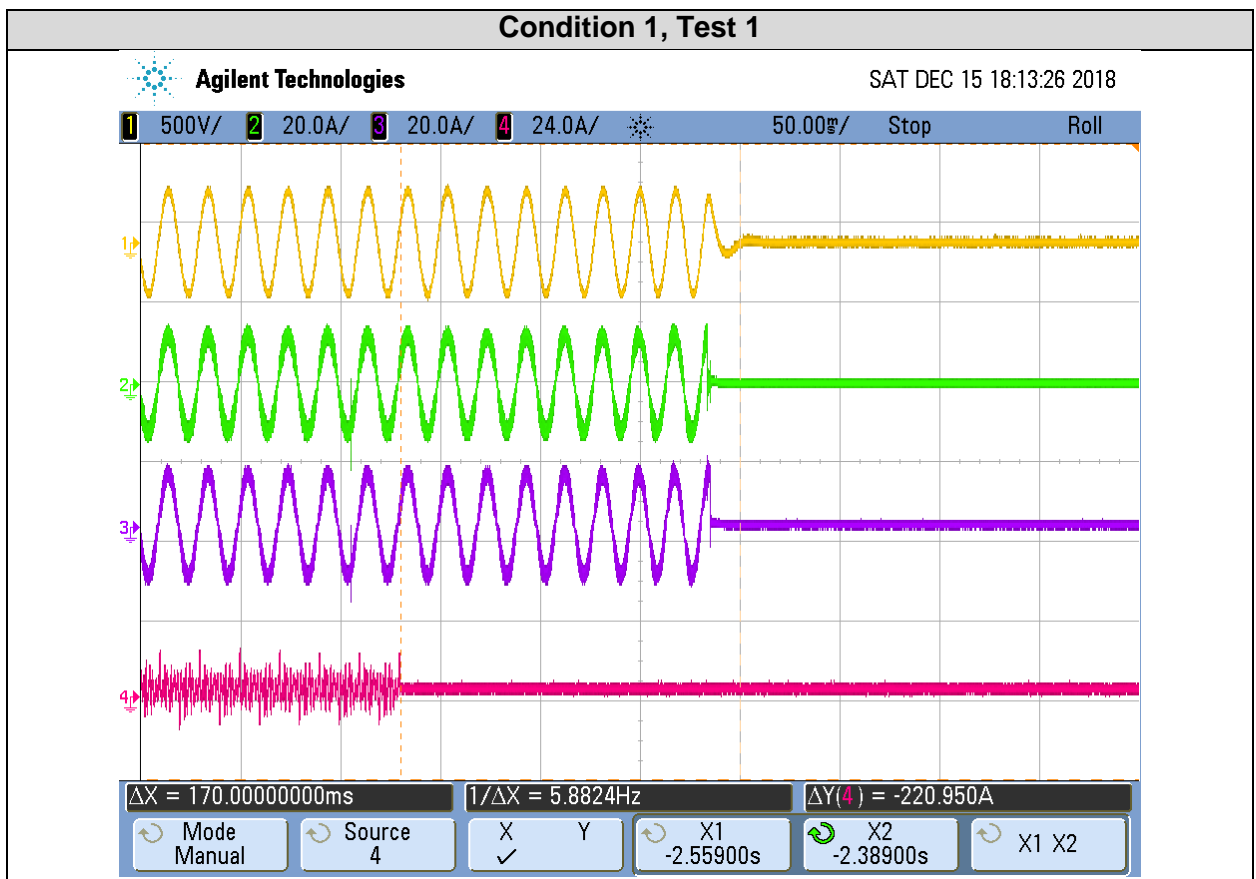 Condition 1, Test 1
Agilent Technologies SAT DEC 15 18:13:26 2018
1 500V/ 2 20.0A/ 3 20.0A/ 4 24.0A/ 50.00ms/ Stop Roll
1
2
3
4
ΔX = 170.00000000ms 1/ΔX = 5.8824Hz ΔY(4) = -220.950A
Mode Source X Y X1 X2 X1 X2
Manual 4 ✓ -2.55900s -2.38900s